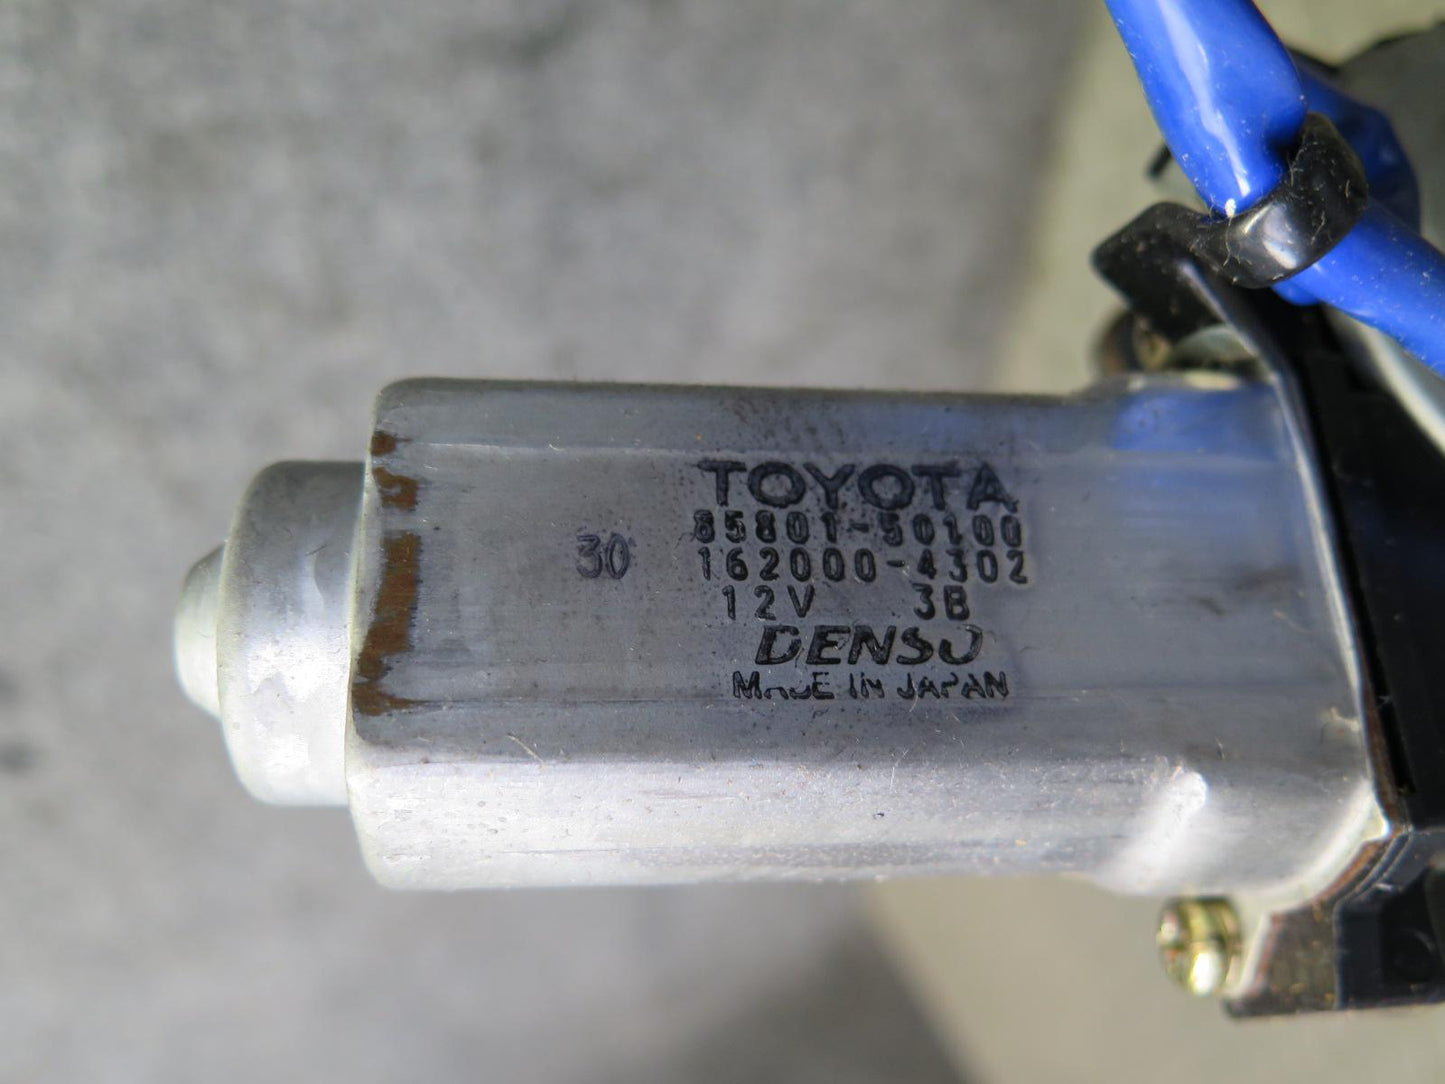 TOYOTA
85801-50100
30 162000-4302
12V 3B
DENSO
MADE IN JAPAN